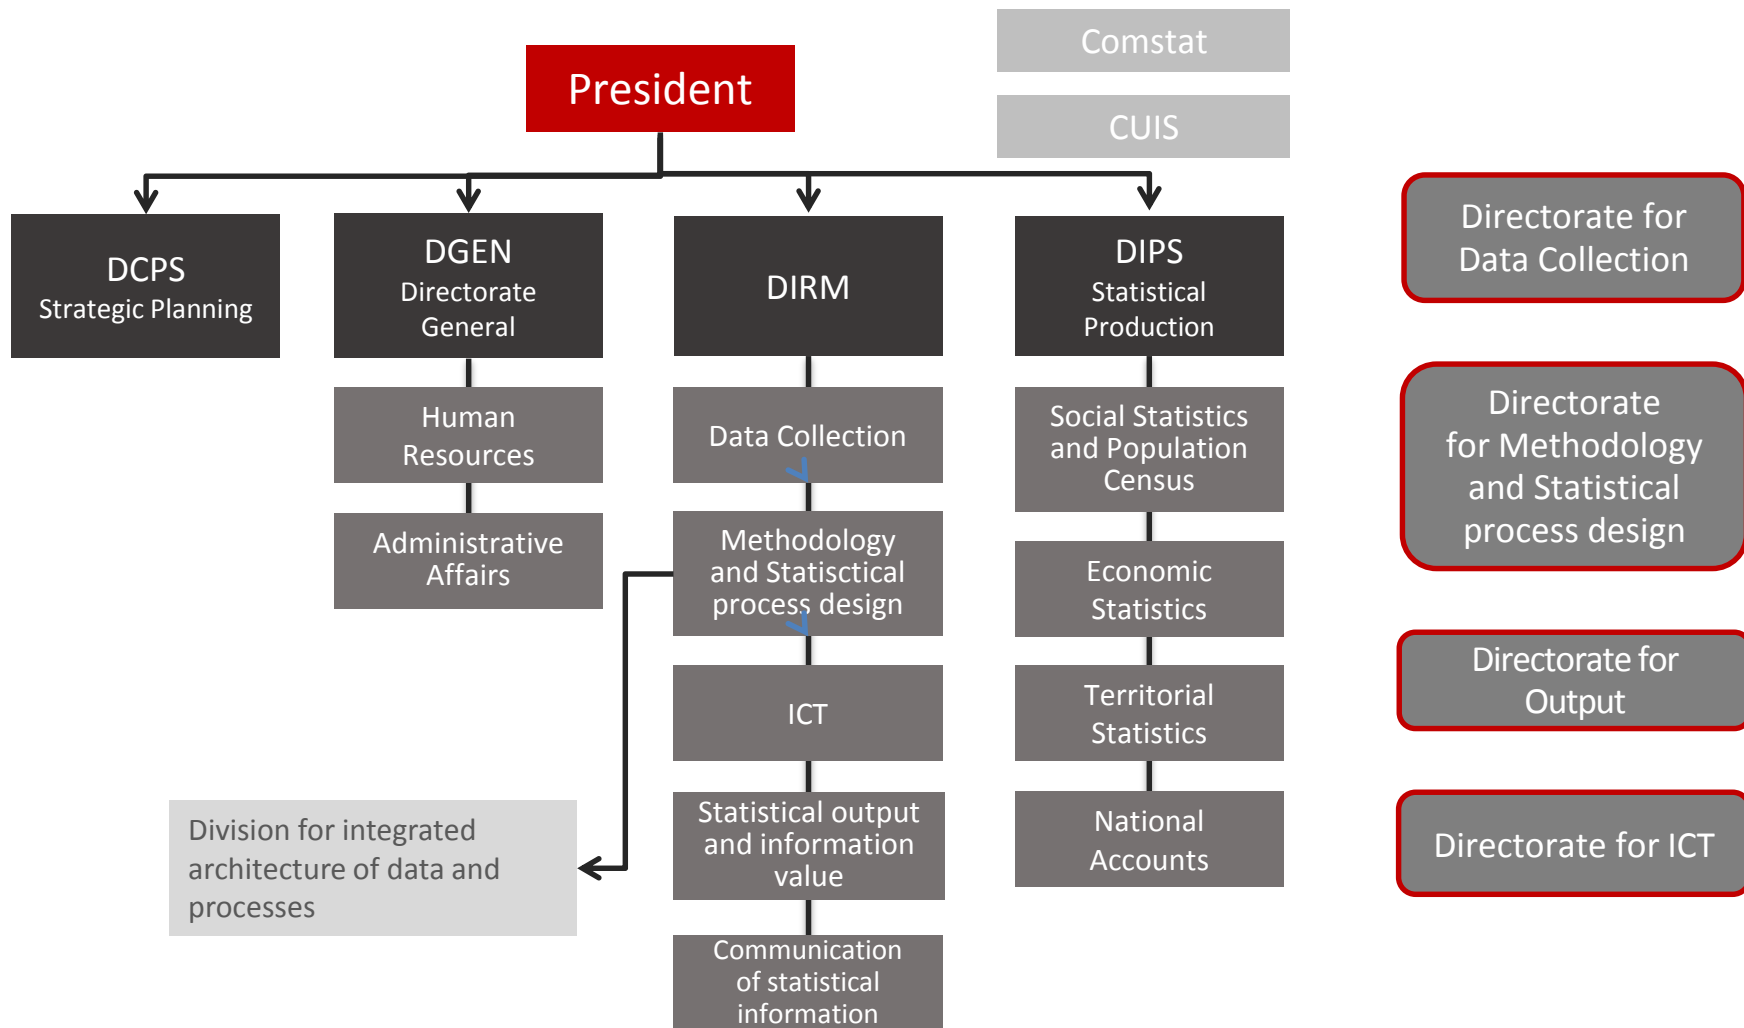 Comstat
President
CUIS
DCPS
Strategic Planning
DGEN
Directorate
General
DIRM
DIPS
Statistical
Production
Directorate for
Data Collection
Human
Resources
Administrative
Affairs
Data Collection
Methodology
and Statisctical
process design
ICT
Statistical output
and information
value
Communication
of statistical
information
Division for integrated
architecture of data and
processes
Social Statistics
and Population
Census
Economic
Statistics
Territorial
Statistics
National
Accounts
Directorate
for Methodology
and Statistical
process design
Directorate for
Output
Directorate for ICT